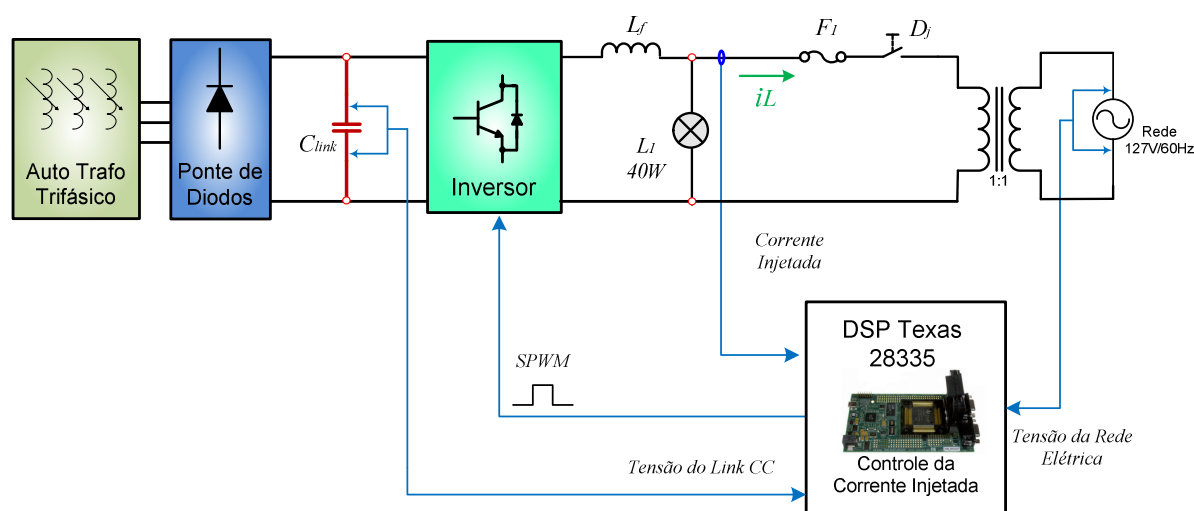 Auto Trafo
Trifásico
Ponte de
Diodos
Clink
Inversor
Lf
L1
40W
iL
F1
Dj
1:1
Rede
127V/60Hz
Corrente
Injetada
SPWM
Tensão do Link CC
DSP Texas
28335
Controle da
Corrente Injetada
Tensão da Rede
Elétrica